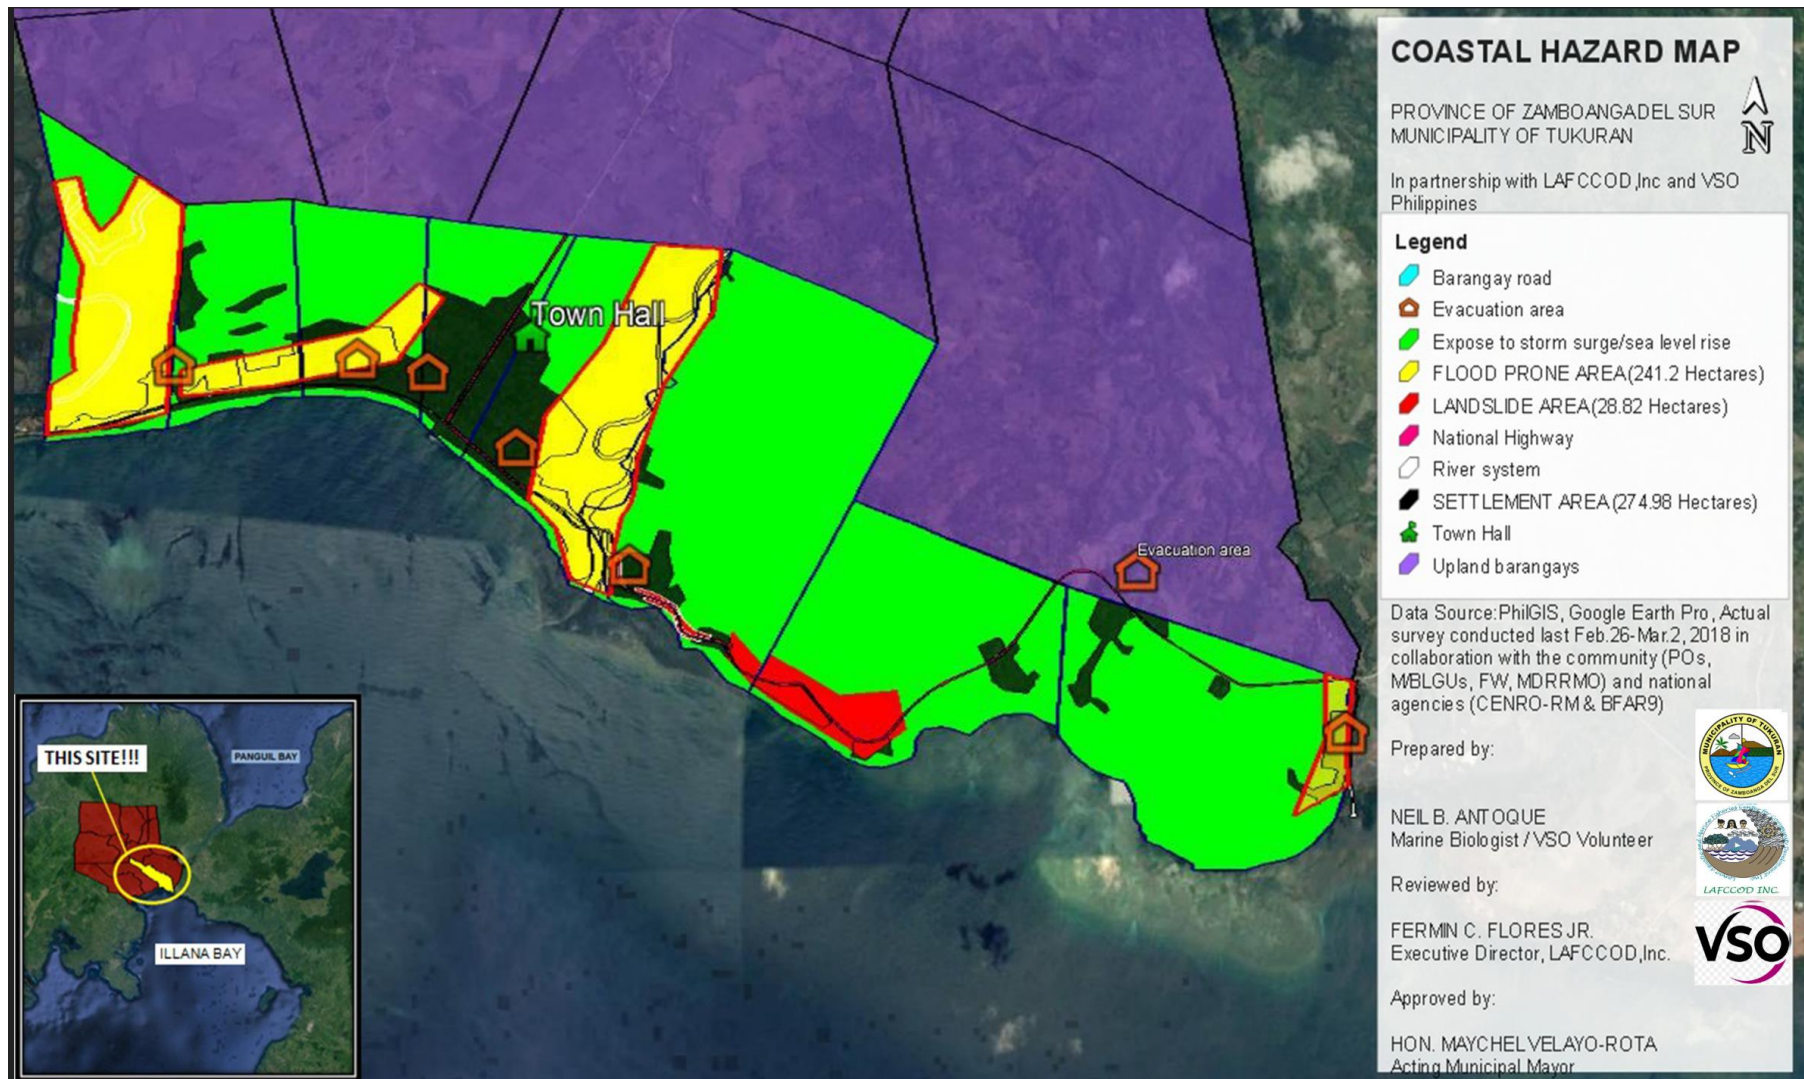 COASTAL HAZARD MAP
PROVINCE OF ZAMBOANGADEL SUR
MUNICIPALITY OF TUKURAN
N
In partnership with LAFCCOD,Inc and VSO
Philippines
Legend
Barangay road
Evacuation area
Expose to storm surge/sea level rise
FLOOD PRONE AREA(241.2 Hectares)
LANDSLIDE AREA(28.82 Hectares)
National Highway
River system
SETTLEMENT AREA(274.98 Hectares)
Town Hall
Upland barangays
Data Source:PhilGIS, Google Earth Pro, Actual
survey conducted last Feb.26-Mar.2, 2018 in
collaboration with the community (POs,
M/BLGUs, FW, MDRRMO) and national
agencies (CENRO-RM & BFAR9)
Prepared by:
MUNICIPALITY OF TUKURAN
PROVINCE OF ZAMBOANGA DEL SUR
NEIL B. ANTOQUE
Marine Biologist / VSO Volunteer
LAFCCOD INC.
Reviewed by:
FERMIN C. FLORES JR.
Executive Director, LAFCCOD,Inc.
VSO
Approved by:
HON. MAYCHEL VELAYO-ROTA
Acting Municipal Mayor
Town Hall
Evacuation area
THIS SITE!!!
PANGUIL BAY
ILLANA BAY